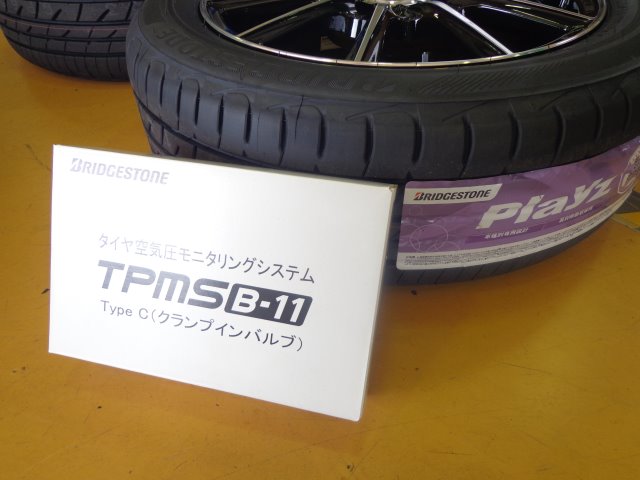 BRIDGESTONE
BRIDGESTONE
タイヤ空気圧モニタリングシステム
TPMS B-11
Type C(クランプインバルブ)
BRIDGESTONE
Playz